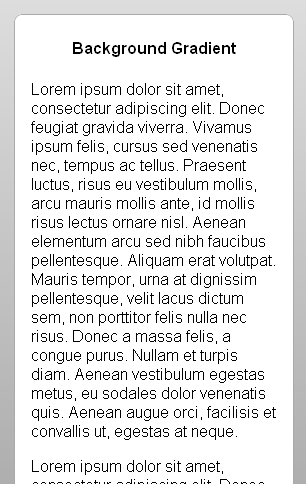 Background Gradient
Lorem ipsum dolor sit amet,
consectetur adipiscing elit. Donec
feugiat gravida viverra. Vivamus
ipsum felis, cursus sed venenatis
nec, tempus ac tellus. Praesent
luctus, risus eu vestibulum mollis,
arcu mauris mollis ante, id mollis
risus lectus ornare nisl. Aenean
elementum arcu sed nibh faucibus
pellentesque. Aliquam erat volutpat.
Mauris tempor, urna at dignissim
pellentesque, velit lacus dictum
sem, non porttitor felis nulla nec
risus. Donec a massa felis, a
congue purus. Nullam et turpis
diam. Aenean vestibulum egestas
metus, eu sodales dolor venenatis
quis. Aenean augue orci, facilisis et
convallis ut, egestas at neque.
Lorem ipsum dolor sit amet,
consectetur adipiscing elit. Donec